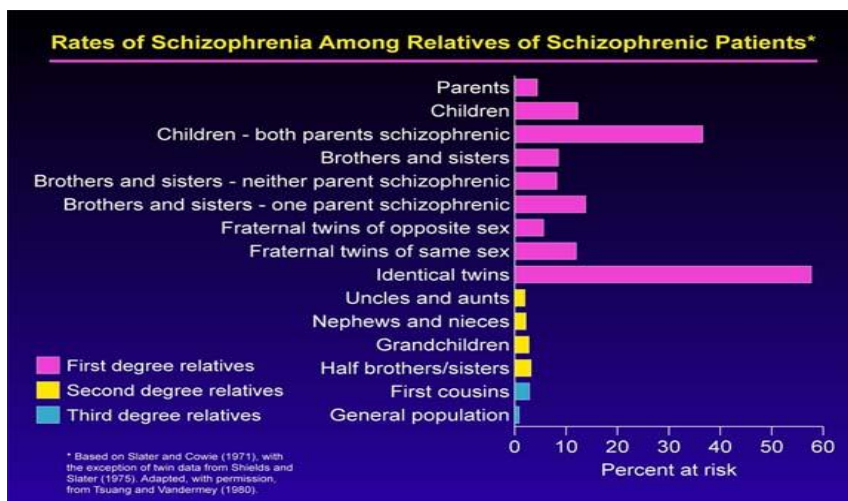 Rates of Schizophrenia Among Relatives of Schizophrenic Patients*
Parents
Children
Children - both parents schizophrenic
Brothers and sisters
Brothers and sisters - neither parent schizophrenic
Brothers and sisters - one parent schizophrenic
Fraternal twins of opposite sex
Fraternal twins of same sex
Identical twins
Uncles and aunts
Nephews and nieces
Grandchildren
Half brothers/sisters
First cousins
General population
First degree relatives
Second degree relatives
Third degree relatives
0 10 20 30 40 50 60
Percent at risk
* Based on Slater and Cowie (1971), with
the exception of twin data from Shields and
Slater (1975). Adapted, with permission,
from Tsuang and Vandermey (1980).